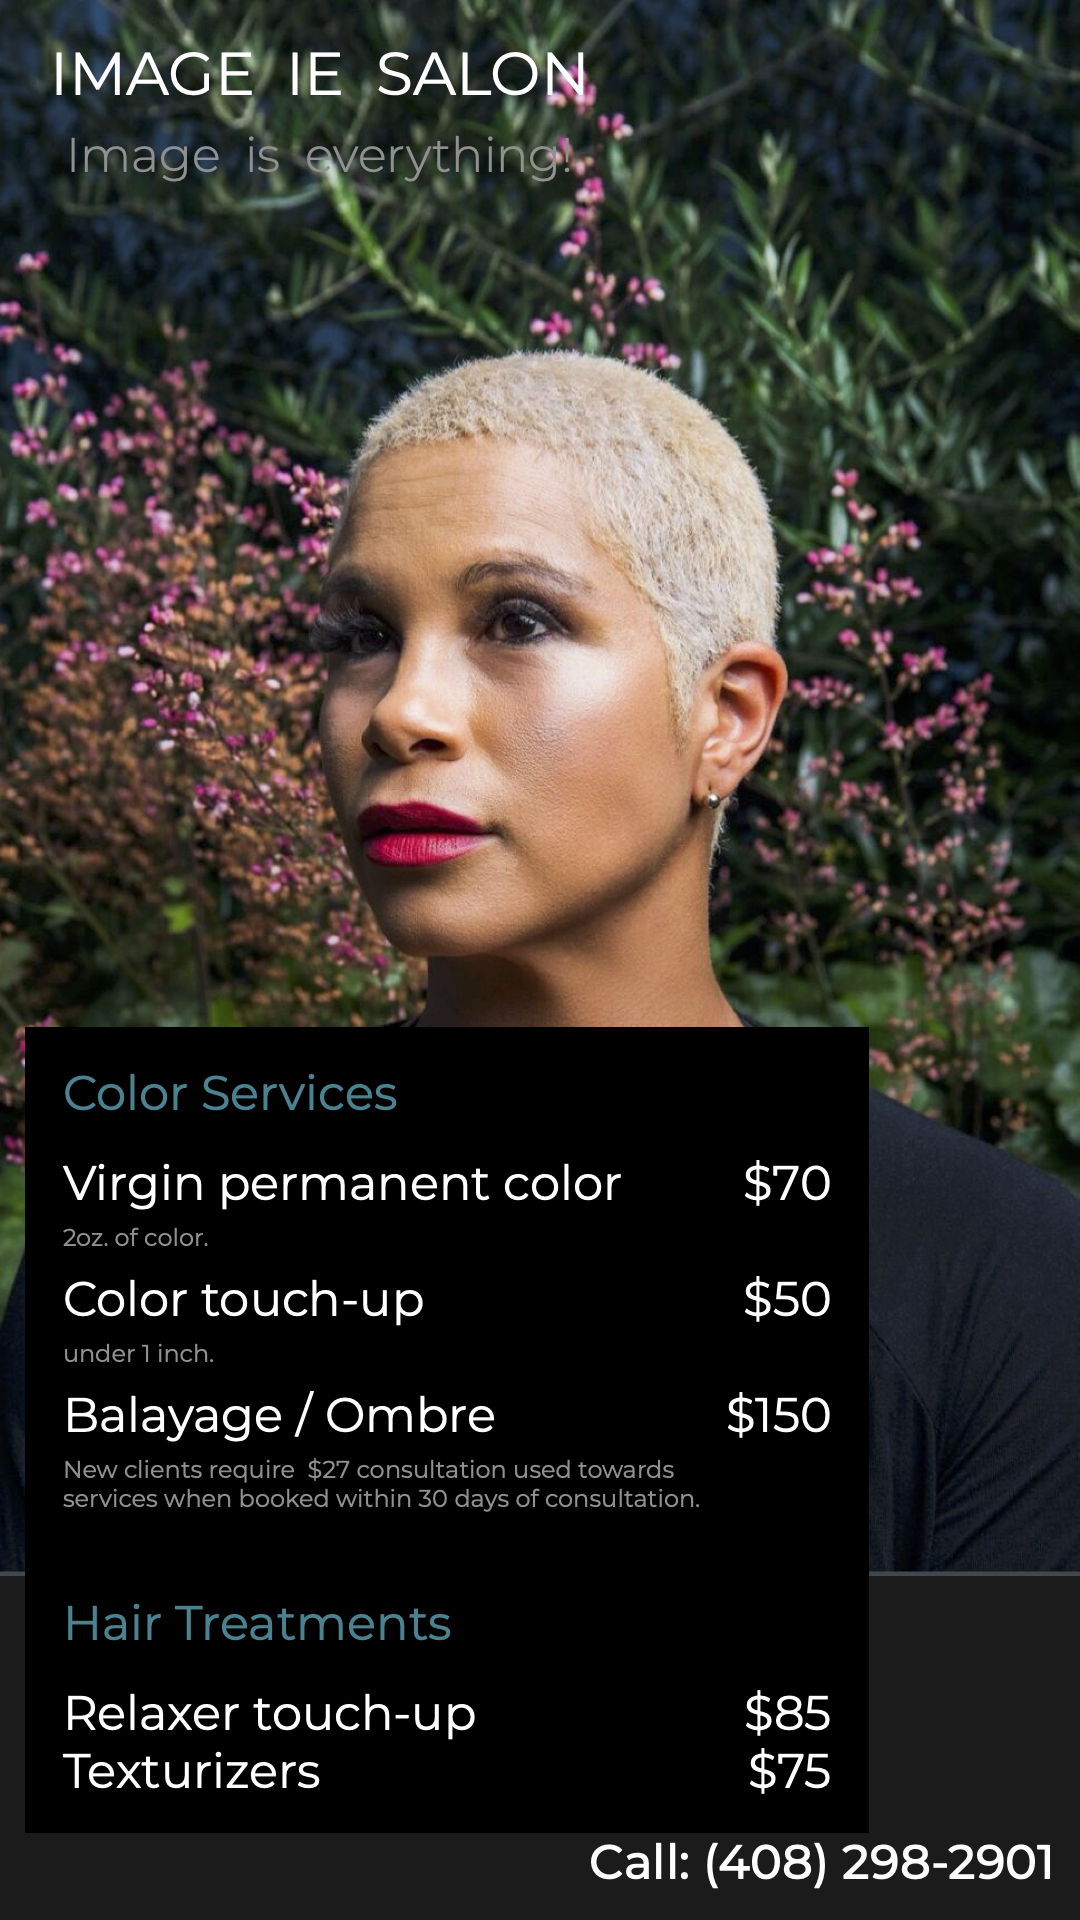 IMAGE IE SALON
Image is everything!
Color Services
Virgin permanent color $70
2oz. of color.
Color touch-up $50
under 1 inch.
Balayage / Ombre $150
New clients require $27 consultation used towards
services when booked within 30 days of consultation.
Hair Treatments
Relaxer touch-up $85
Texturizers $75
Call: (408) 298-2901